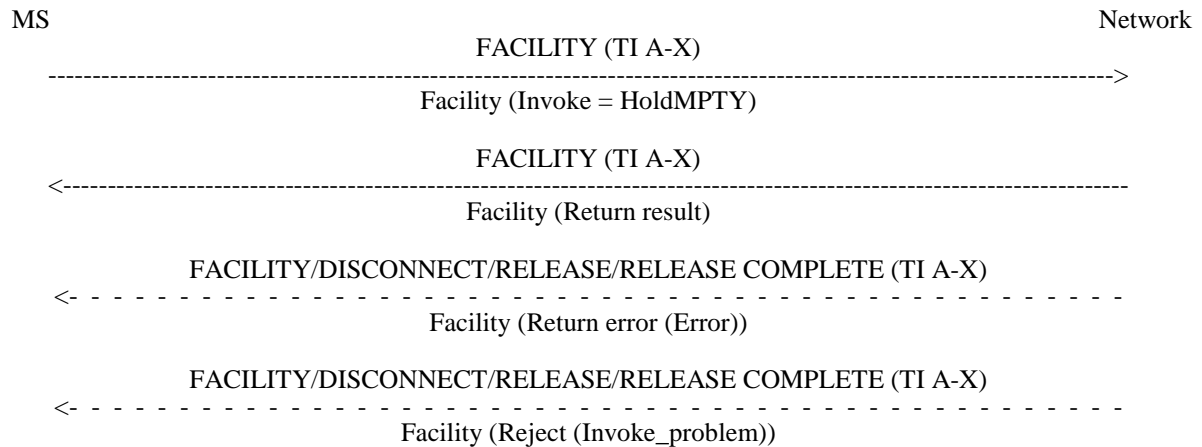 MS Network
FACILITY (TI A-X)
Facility (Invoke = HoldMPTY)
FACILITY (TI A-X)
Facility (Return result)
FACILITY/DISCONNECT/RELEASE/RELEASE COMPLETE (TI A-X)
Facility (Return error (Error))
FACILITY/DISCONNECT/RELEASE/RELEASE COMPLETE (TI A-X)
Facility (Reject (Invoke_problem))